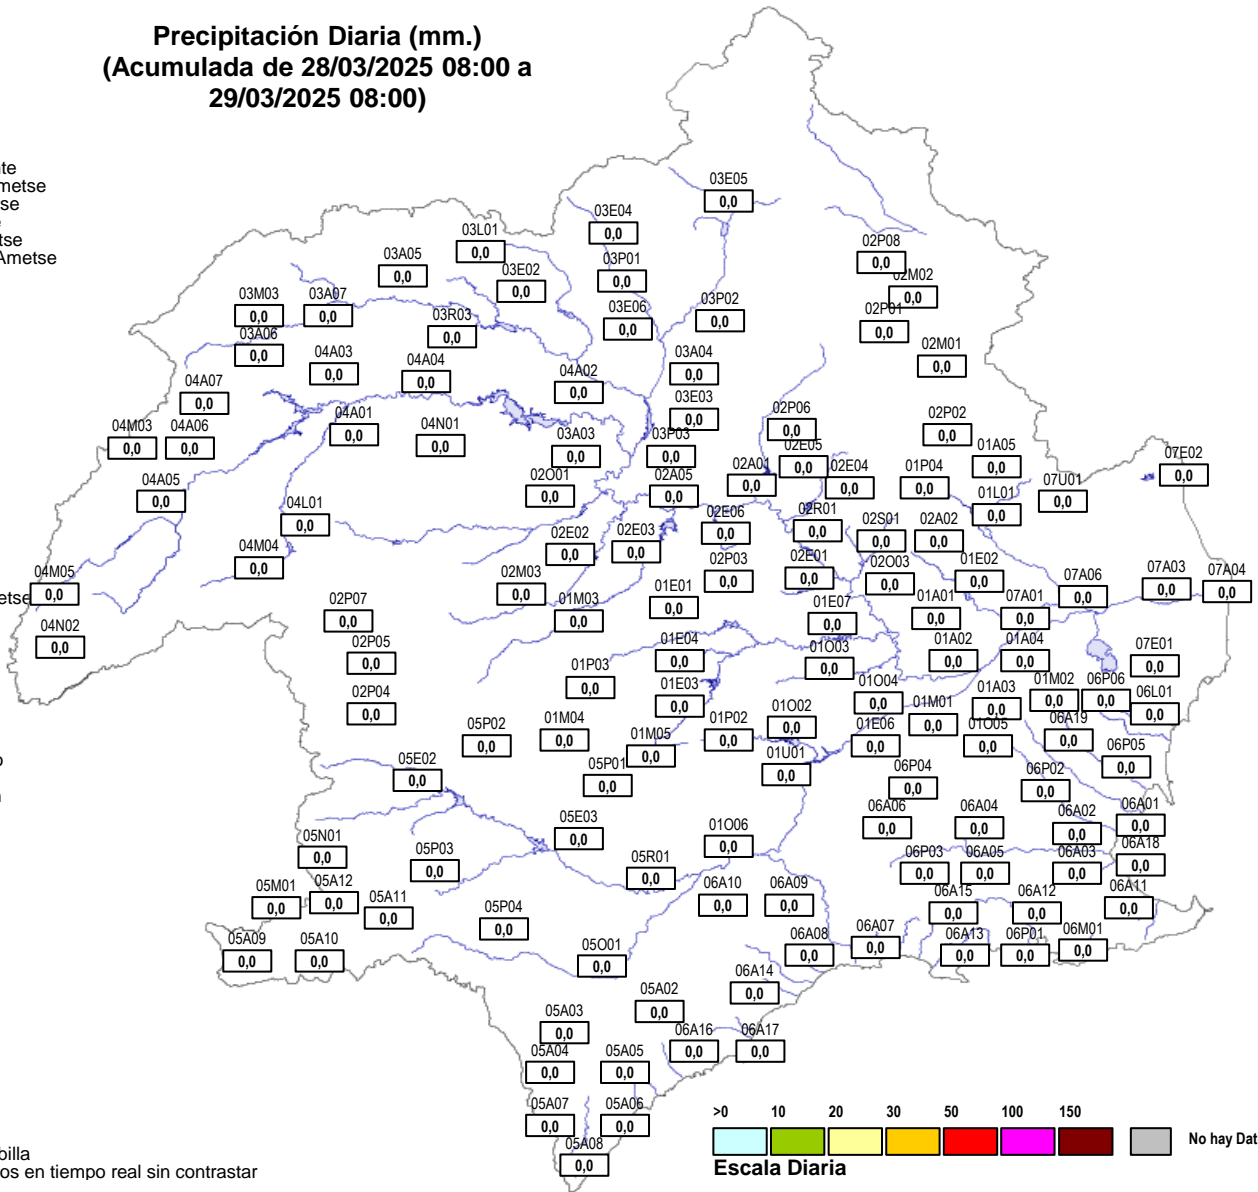 Precipitación Diaria (mm.)
(Acumulada de 28/03/2025 08:00 a
29/03/2025 08:00)
nte
metse
tse
e
tse
Ametse
03E05
0,0
03E04
0,0
03L01
0,0
03A05
0,0
03E02
0,0
03P01
0,0
02P08
0,0
02M02
0,0
03M03
0,0
03A07
0,0
03R03
0,0
03E06
0,0
03P02
0,0
02P01
0,0
03A06
0,0
04A03
0,0
04A04
0,0
04A02
0,0
03A04
0,0
02M01
0,0
04A07
0,0
03E03
0,0
04M03
0,0
04A06
0,0
04A01
0,0
04N01
0,0
03A03
0,0
03P03
0,0
02P06
0,0
02E05
0,0
02P02
0,0
01A05
0,0
07E02
0,0
04A05
0,0
02O01
0,0
02A05
0,0
02A01
0,0
02E04
0,0
01P04
0,0
01L01
0,0
07U01
0,0
04L01
0,0
02E02
0,0
02E03
0,0
02E06
0,0
02R01
0,0
02S01
0,0
02A02
0,0
04M04
0,0
02M03
0,0
02P03
0,0
02E01
0,0
02O03
0,0
01E02
0,0
07A06
0,0
07A03
0,0
07A04
0,0
04M05
0,0
etse
04N02
0,0
02P07
0,0
01M03
0,0
01E01
0,0
01E07
0,0
01A01
0,0
07A01
0,0
02P05
0,0
01P03
0,0
01E04
0,0
01O03
0,0
01A02
0,0
01A04
0,0
07E01
0,0
02P04
0,0
01E03
0,0
01O04
0,0
01M01
0,0
01A03
0,0
01M02
0,0
06P06
0,0
06L01
0,0
05P02
0,0
01M04
0,0
01M05
0,0
01P02
0,0
01O02
0,0
01E06
0,0
01O05
0,0
06A19
0,0
06P05
0,0
o
05E02
0,0
05P01
0,0
01U01
0,0
06P04
0,0
06P02
0,0
05E03
0,0
01O06
0,0
06A06
0,0
06A04
0,0
06A02
0,0
06A01
0,0
05N01
0,0
05P03
0,0
05R01
0,0
06P03
0,0
06A05
0,0
06A03
0,0
06A18
0,0
05M01
0,0
05A12
0,0
05A11
0,0
05P04
0,0
06A10
0,0
06A09
0,0
06A15
0,0
06A12
0,0
06A11
0,0
05A09
0,0
05A10
0,0
05O01
0,0
06A08
0,0
06A07
0,0
06A13
0,0
06P01
0,0
06M01
0,0
06A14
0,0
05A02
0,0
05A03
0,0
06A16
0,0
06A17
0,0
05A04
0,0
05A05
0,0
05A07
0,0
05A06
0,0
05A08
0,0
>0 10 20 30 50 100 150
No hay Dat
Escala Diaria
billa
os en tiempo real sin contrastar